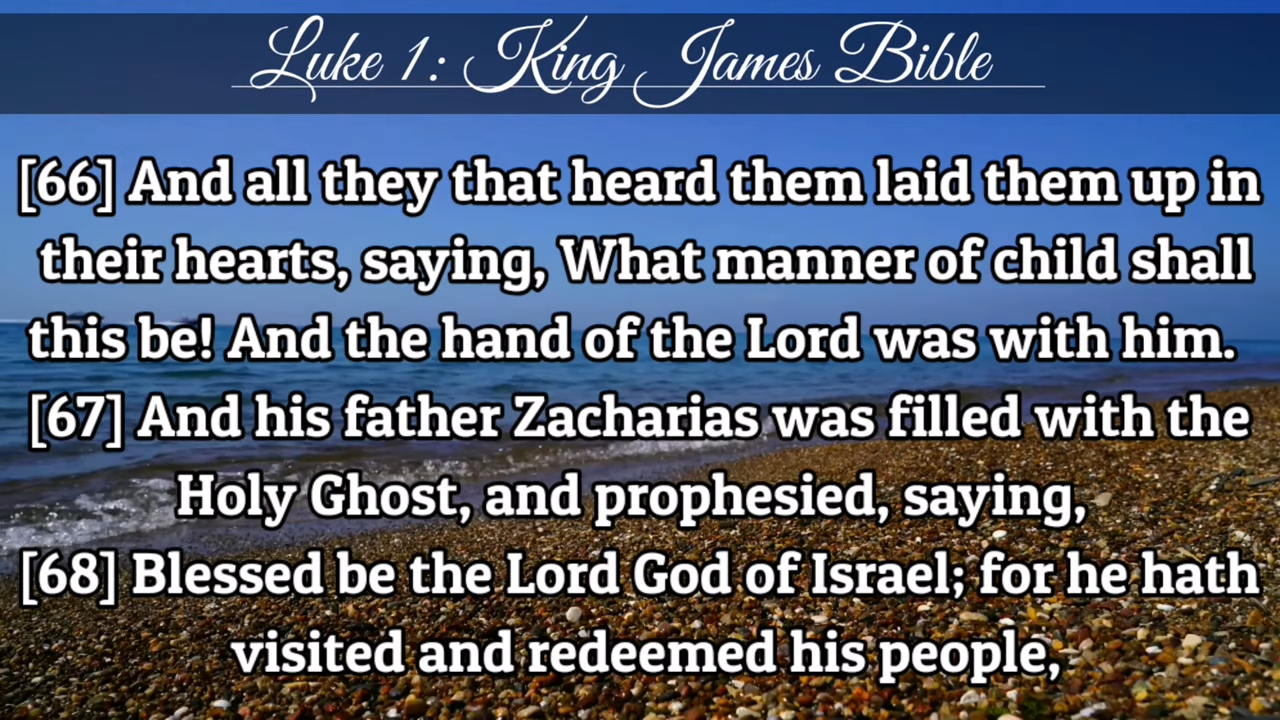 Luke 1: King James Bible
[66] And all they that heard them laid them up in
their hearts, saying, What manner of child shall
this be! And the hand of the Lord was with him.
[67] And his father Zacharias was filled with the
Holy Ghost, and prophesied, saying,
[68] Blessed be the Lord God of Israel; for he hath
visited and redeemed his people,